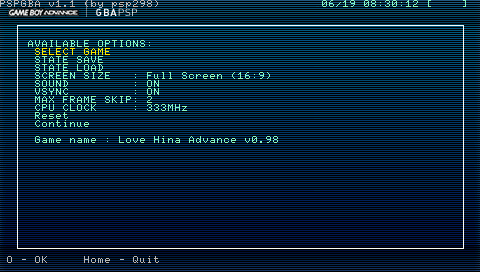 PSPGBA v1.1 (by psp298) 06/19 08:30:12 [ ]
GAME BOY ADVANCE | GBAPSP
AVAILABLE OPTIONS:
SELECT GAME
STATE SAVE
STATE LOAD
SCREEN SIZE : Full Screen (16:9)
SOUND : ON
VSYNC : ON
MAX FRAME SKIP: 2
CPU CLOCK : 333MHz
Reset
Continue
Game name : Love Hina Advance v0.98
O - OK Home - Quit